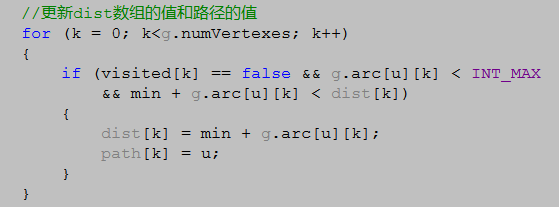 //更新dist数组的值和路径的值
for (k = 0; k<g.numVertexes; k++)
{
    if (visited[k] == false && g.arc[u][k] < INT_MAX
        && min + g.arc[u][k] < dist[k])
    {
        dist[k] = min + g.arc[u][k];
        path[k] = u;
    }
}